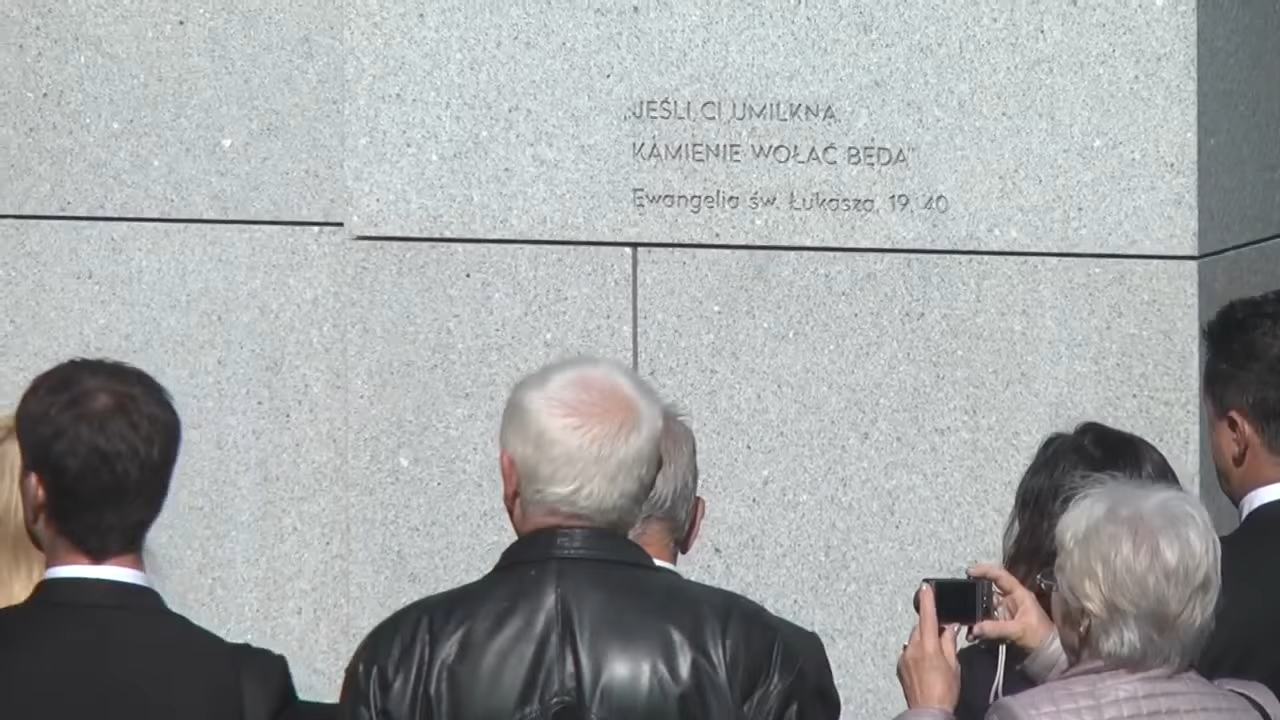 „JEŚLI CI UMILKNĄ,
KAMIENIE WOŁAĆ BĘDĄ”
Ewangelia św. Łukasza, 19, 40